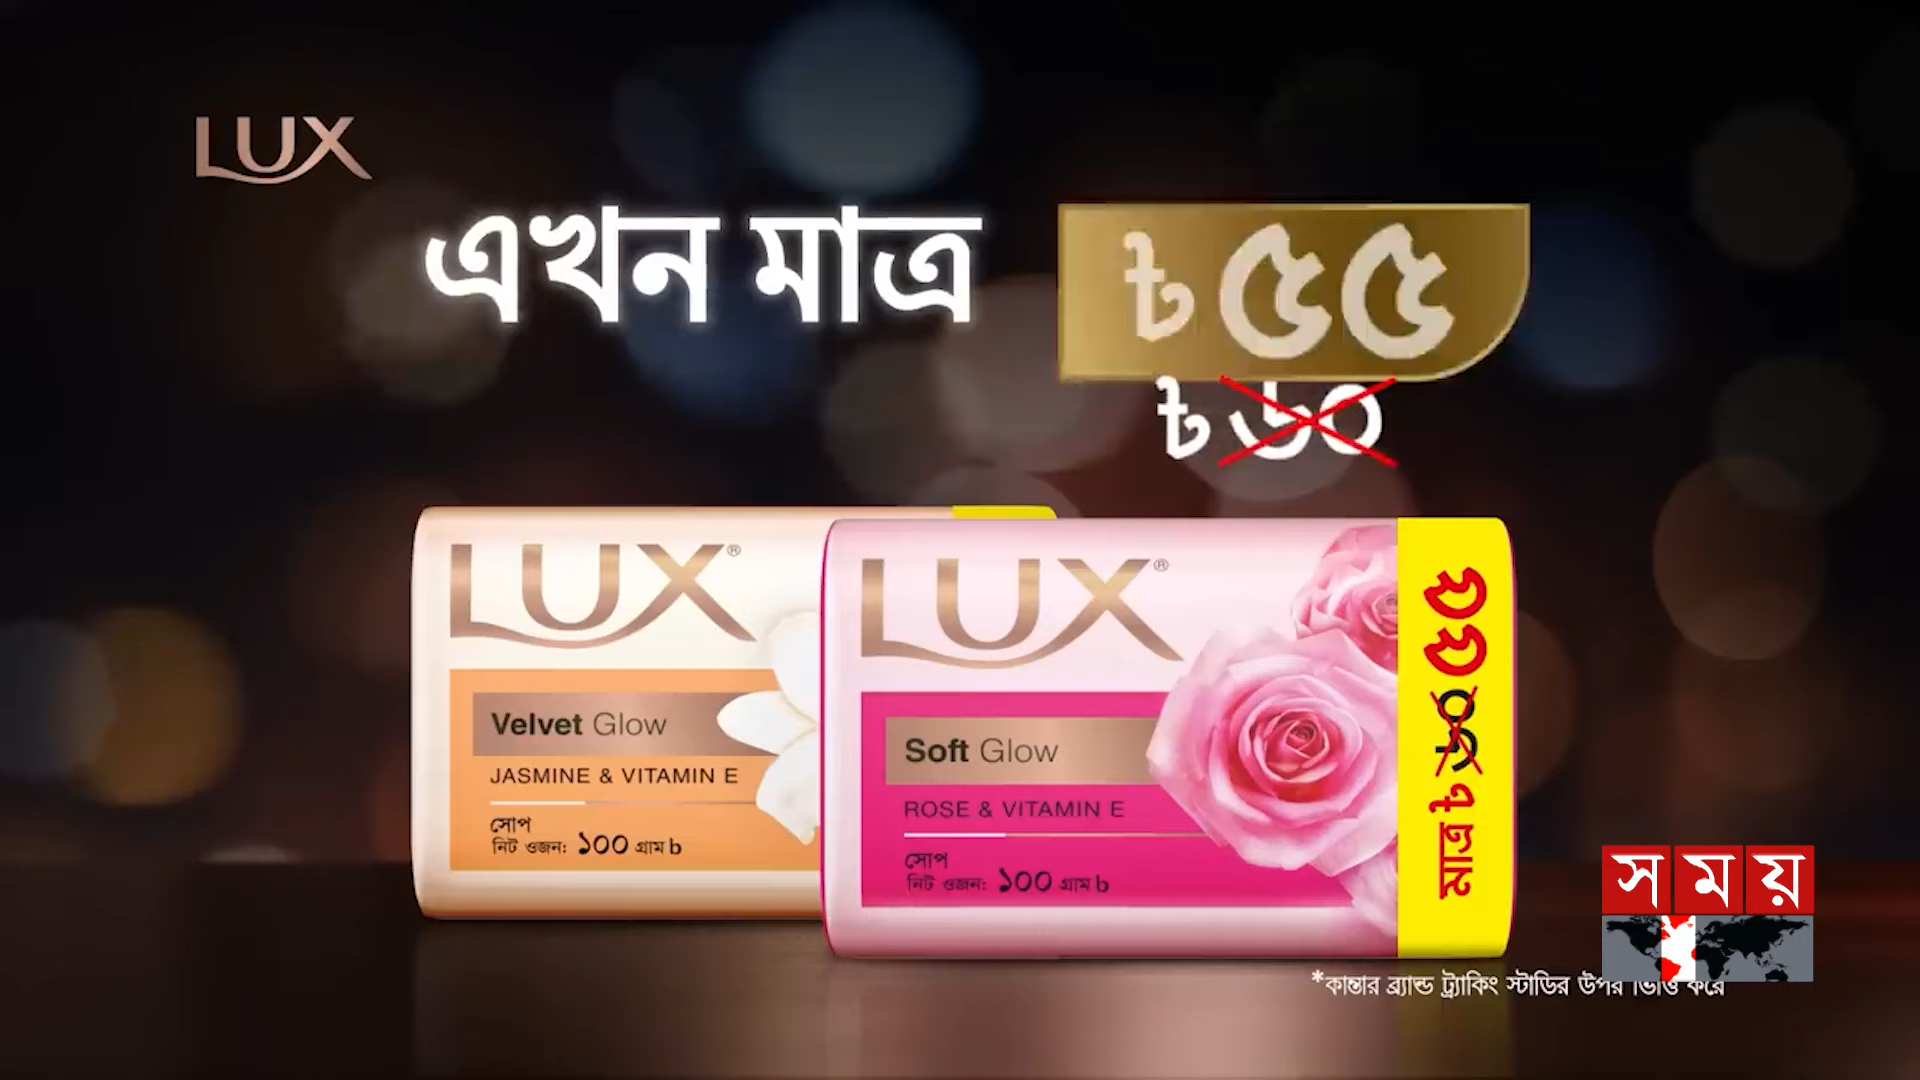 LUX
এখন মাত্র ৳ ৫৫
৳ ৬০
LUX®
Velvet Glow
JASMINE & VITAMIN E
সোপ
নিট ওজন: ১০০ গ্রাম b
LUX®
Soft Glow
ROSE & VITAMIN E
সোপ
নিট ওজন: ১০০ গ্রাম b
মাত্র ৳ ৬০ ৫৫
সময়
*কান্তার ব্র্যান্ড ট্র্যাকিং স্টাডির উপর ভিত্তি করে